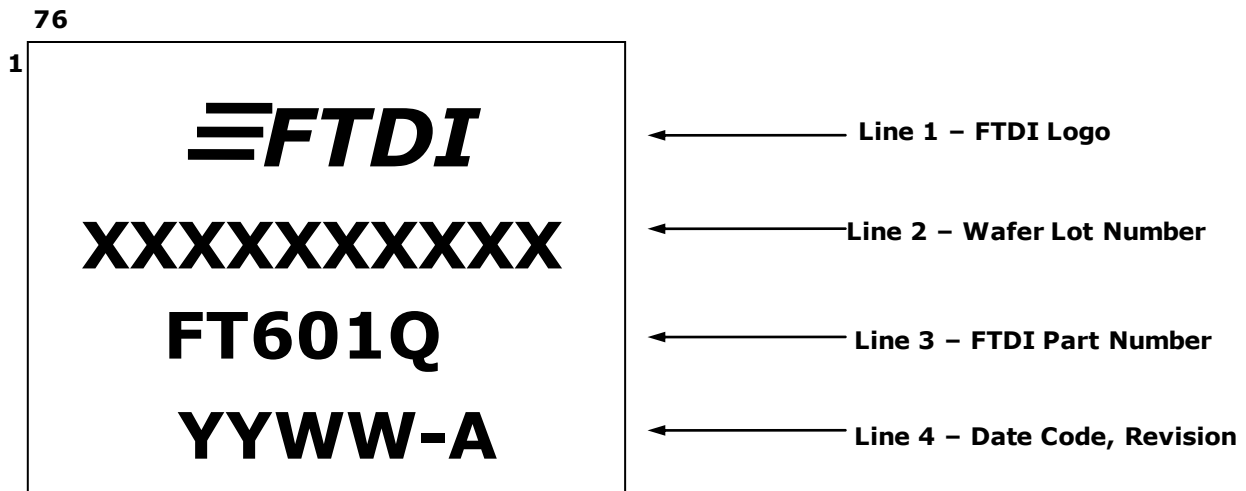 76
1
FTDI
Line 1 – FTDI Logo
XXXXXXXXXX
Line 2 – Wafer Lot Number
FT601Q
Line 3 – FTDI Part Number
YYWW-A
Line 4 – Date Code, Revision